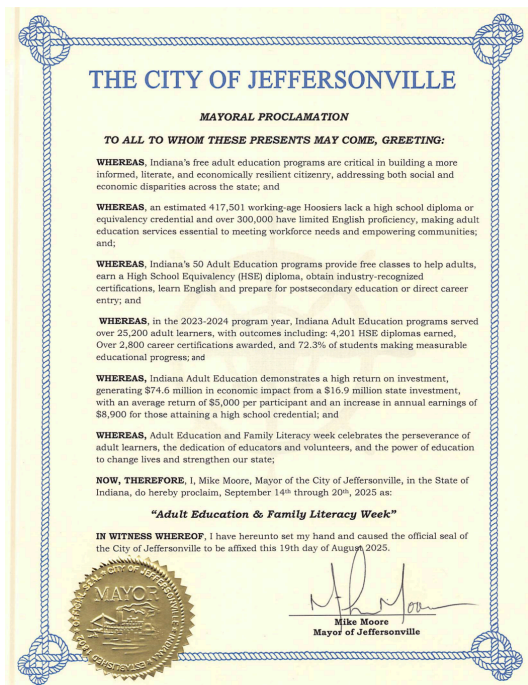 THE CITY OF JEFFERSONVILLE
MAYORAL PROCLAMATION
TO ALL TO WHOM THESE PRESENTS MAY COME, GREETING:
WHEREAS, Indiana's free adult education programs are critical in building a more
informed, literate, and economically resilient citizenry, addressing both social and
economic disparities across the state; and
WHEREAS, an estimated 417,501 working-age Hoosiers lack a high school diploma or
equivalency credential and over 300,000 have limited English proficiency, making adult
education services essential to meeting workforce needs and empowering communities;
and;
WHEREAS, Indiana's 50 Adult Education programs provide free classes to help adults,
earn a High School Equivalency (HSE) diploma, obtain industry-recognized
certifications, learn English and prepare for postsecondary education or direct career
entry; and
WHEREAS, in the 2023-2024 program year, Indiana Adult Education programs served
over 25,200 adult learners, with outcomes including: 4,201 HSE diplomas earned,
Over 2,800 career certifications awarded, and 72.3% of students making measurable
educational progress; and
WHEREAS, Indiana Adult Education demonstrates a high return on investment,
generating $74.6 million in economic impact from a $16.9 million state investment,
with an average return of $5,000 per participant and an increase in annual earnings of
$8,900 for those attaining a high school credential; and
WHEREAS, Adult Education and Family Literacy week celebrates the perseverance of
adult learners, the dedication of educators and volunteers, and the power of education
to change lives and strengthen our state;
NOW, THEREFORE, I, Mike Moore, Mayor of the City of Jeffersonville, in the State of
Indiana, do hereby proclaim, September 14th through 20th, 2025 as:
"Adult Education & Family Literacy Week"
IN WITNESS WHEREOF, I have hereunto set my hand and caused the official seal of
the City of Jeffersonville to be affixed this 19th day of August 2025.
Mike Moore
Mayor of Jeffersonville
CITY OF JEFFERSONVILLE
MAYOR